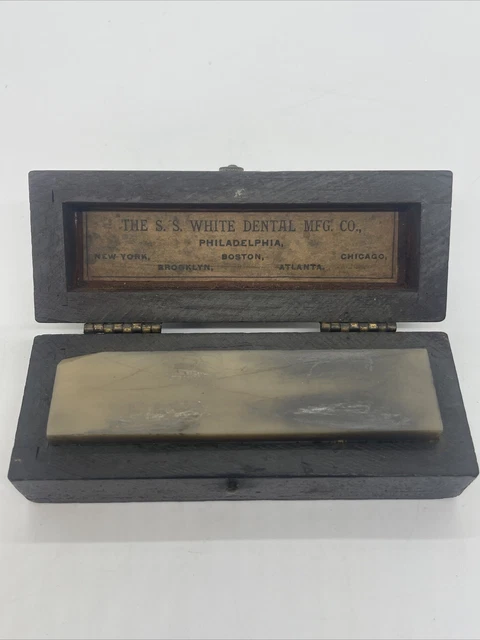 THE S. S. WHITE DENTAL MFG. CO.,
PHILADELPHIA,
NEW YORK, BOSTON, CHICAGO,
BROOKLYN, ATLANTA.